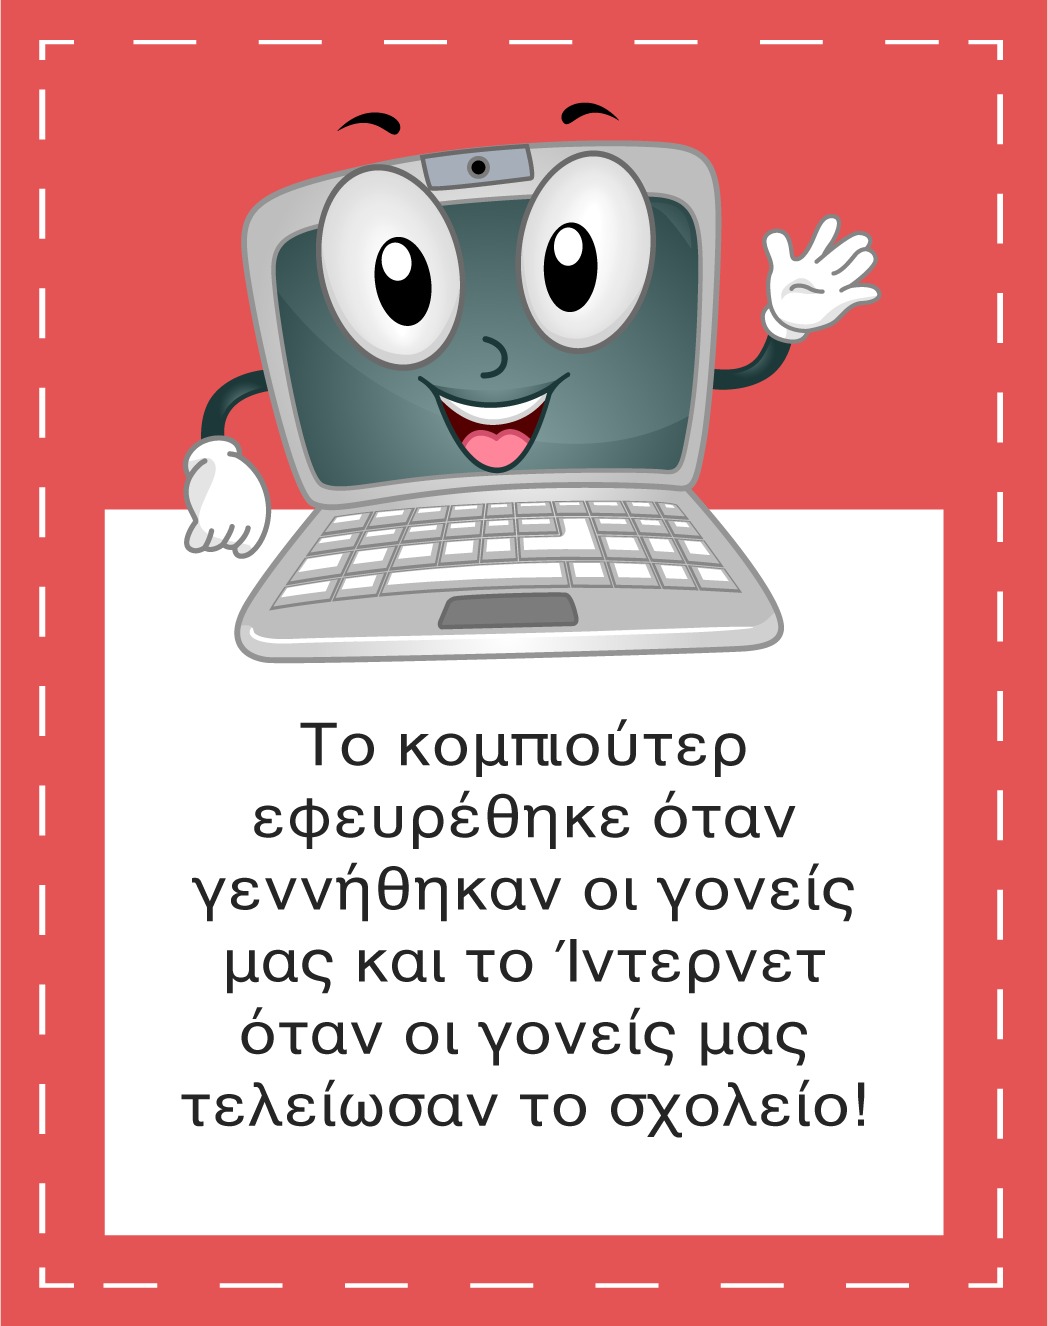 Το κομπιούτερ
εφευρέθηκε όταν
γεννήθηκαν οι γονείς
μας και το Ίντερνετ
όταν οι γονείς μας
τελείωσαν το σχολείο!